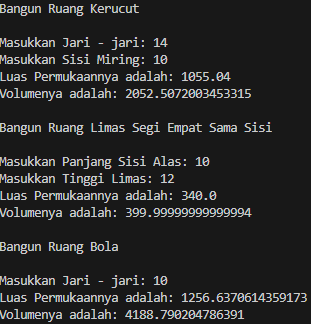 Bangun Ruang Kerucut
Masukkan Jari - jari: 14
Masukkan Sisi Miring: 10
Luas Permukaannya adalah: 1055.04
Volumenya adalah: 2052.5072003453315
Bangun Ruang Limas Segi Empat Sama Sisi
Masukkan Panjang Sisi Alas: 10
Masukkan Tinggi Limas: 12
Luas Permukaannya adalah: 340.0
Volumenya adalah: 399.99999999999994
Bangun Ruang Bola
Masukkan Jari - jari: 10
Luas Permukaannya adalah: 1256.6370614359173
Volumenya adalah: 4188.790204786391